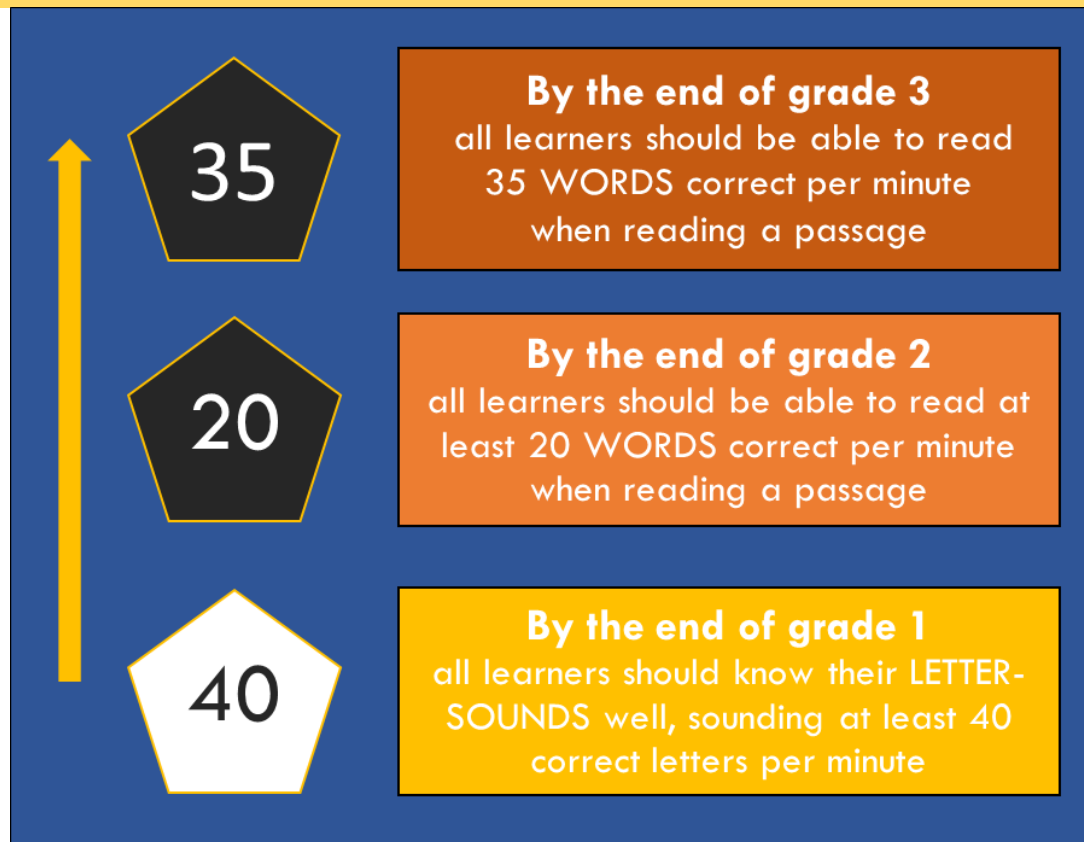 35
By the end of grade 3
all learners should be able to read
35 WORDS correct per minute
when reading a passage
20
By the end of grade 2
all learners should be able to read at
least 20 WORDS correct per minute
when reading a passage
40
By the end of grade 1
all learners should know their LETTER-
SOUNDS well, sounding at least 40
correct letters per minute